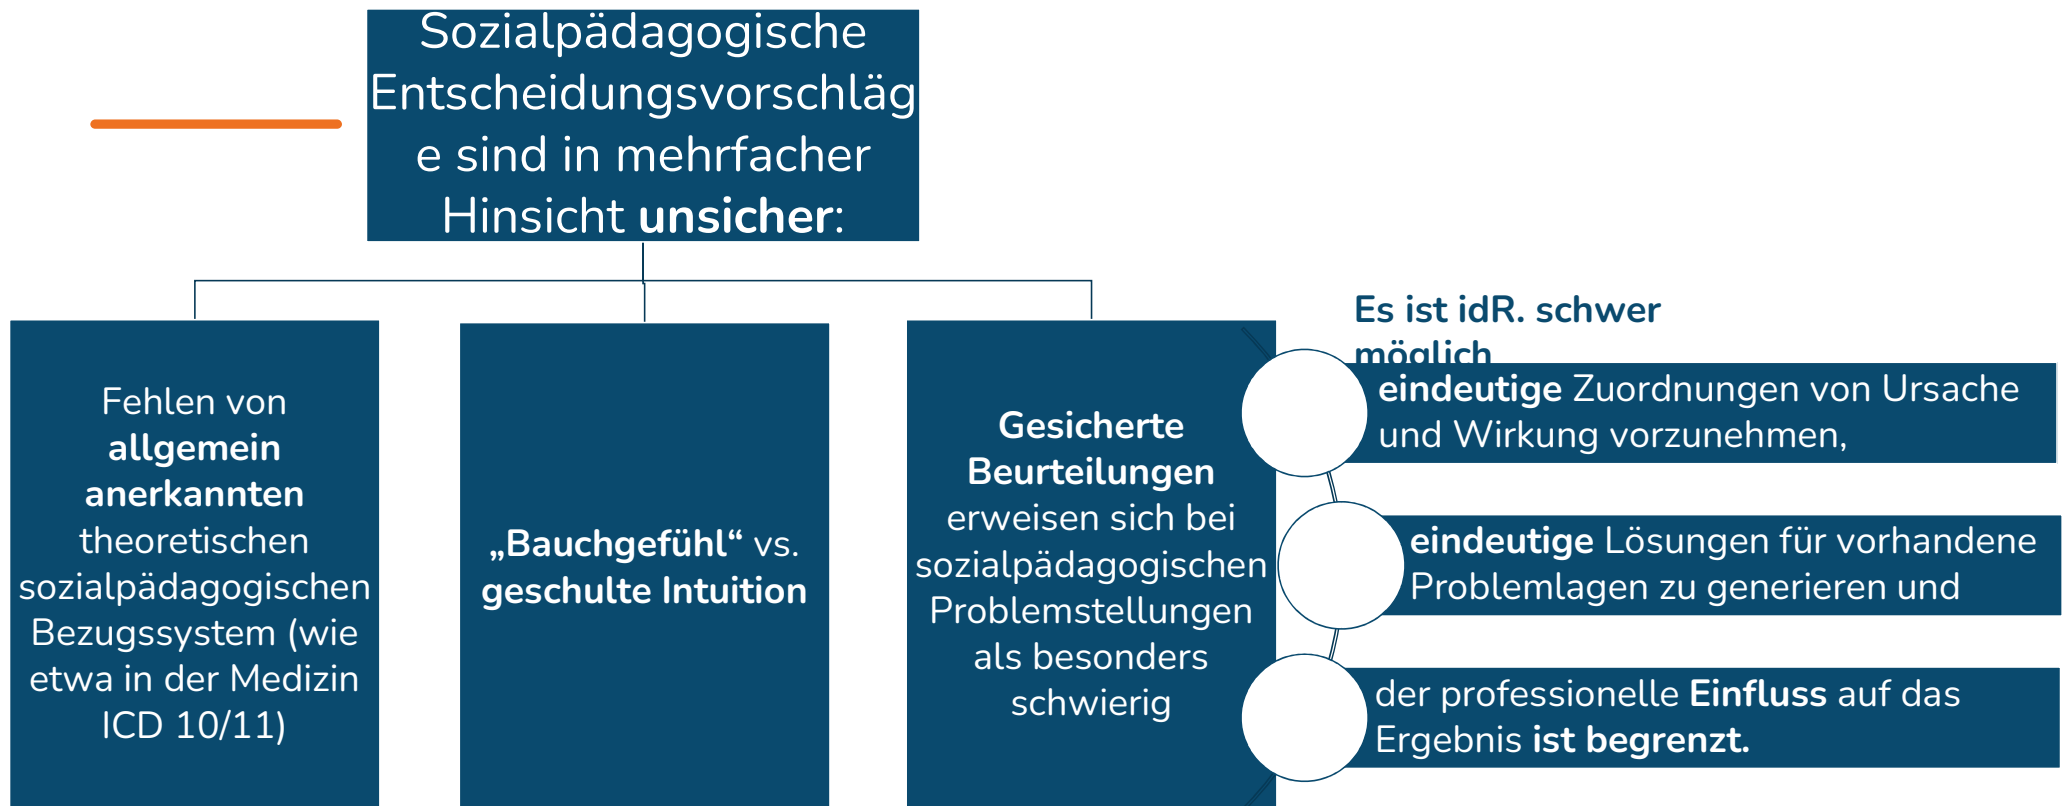 Sozialpädagogische
Entscheidungsvorschläg
e sind in mehrfacher
Hinsicht unsicher:
Fehlen von
allgemein
anerkannten
theoretischen
sozialpädagogischen
Bezugssystem (wie
etwa in der Medizin
ICD 10/11)
„Bauchgefühl“ vs.
geschulte Intuition
Gesicherte
Beurteilungen
erweisen sich bei
sozialpädagogischen
Problemstellungen
als besonders
schwierig
Es ist idR. schwer
möglich
eindeutige Zuordnungen von Ursache
und Wirkung vorzunehmen,
eindeutige Lösungen für vorhandene
Problemlagen zu generieren und
der professionelle Einfluss auf das
Ergebnis ist begrenzt.